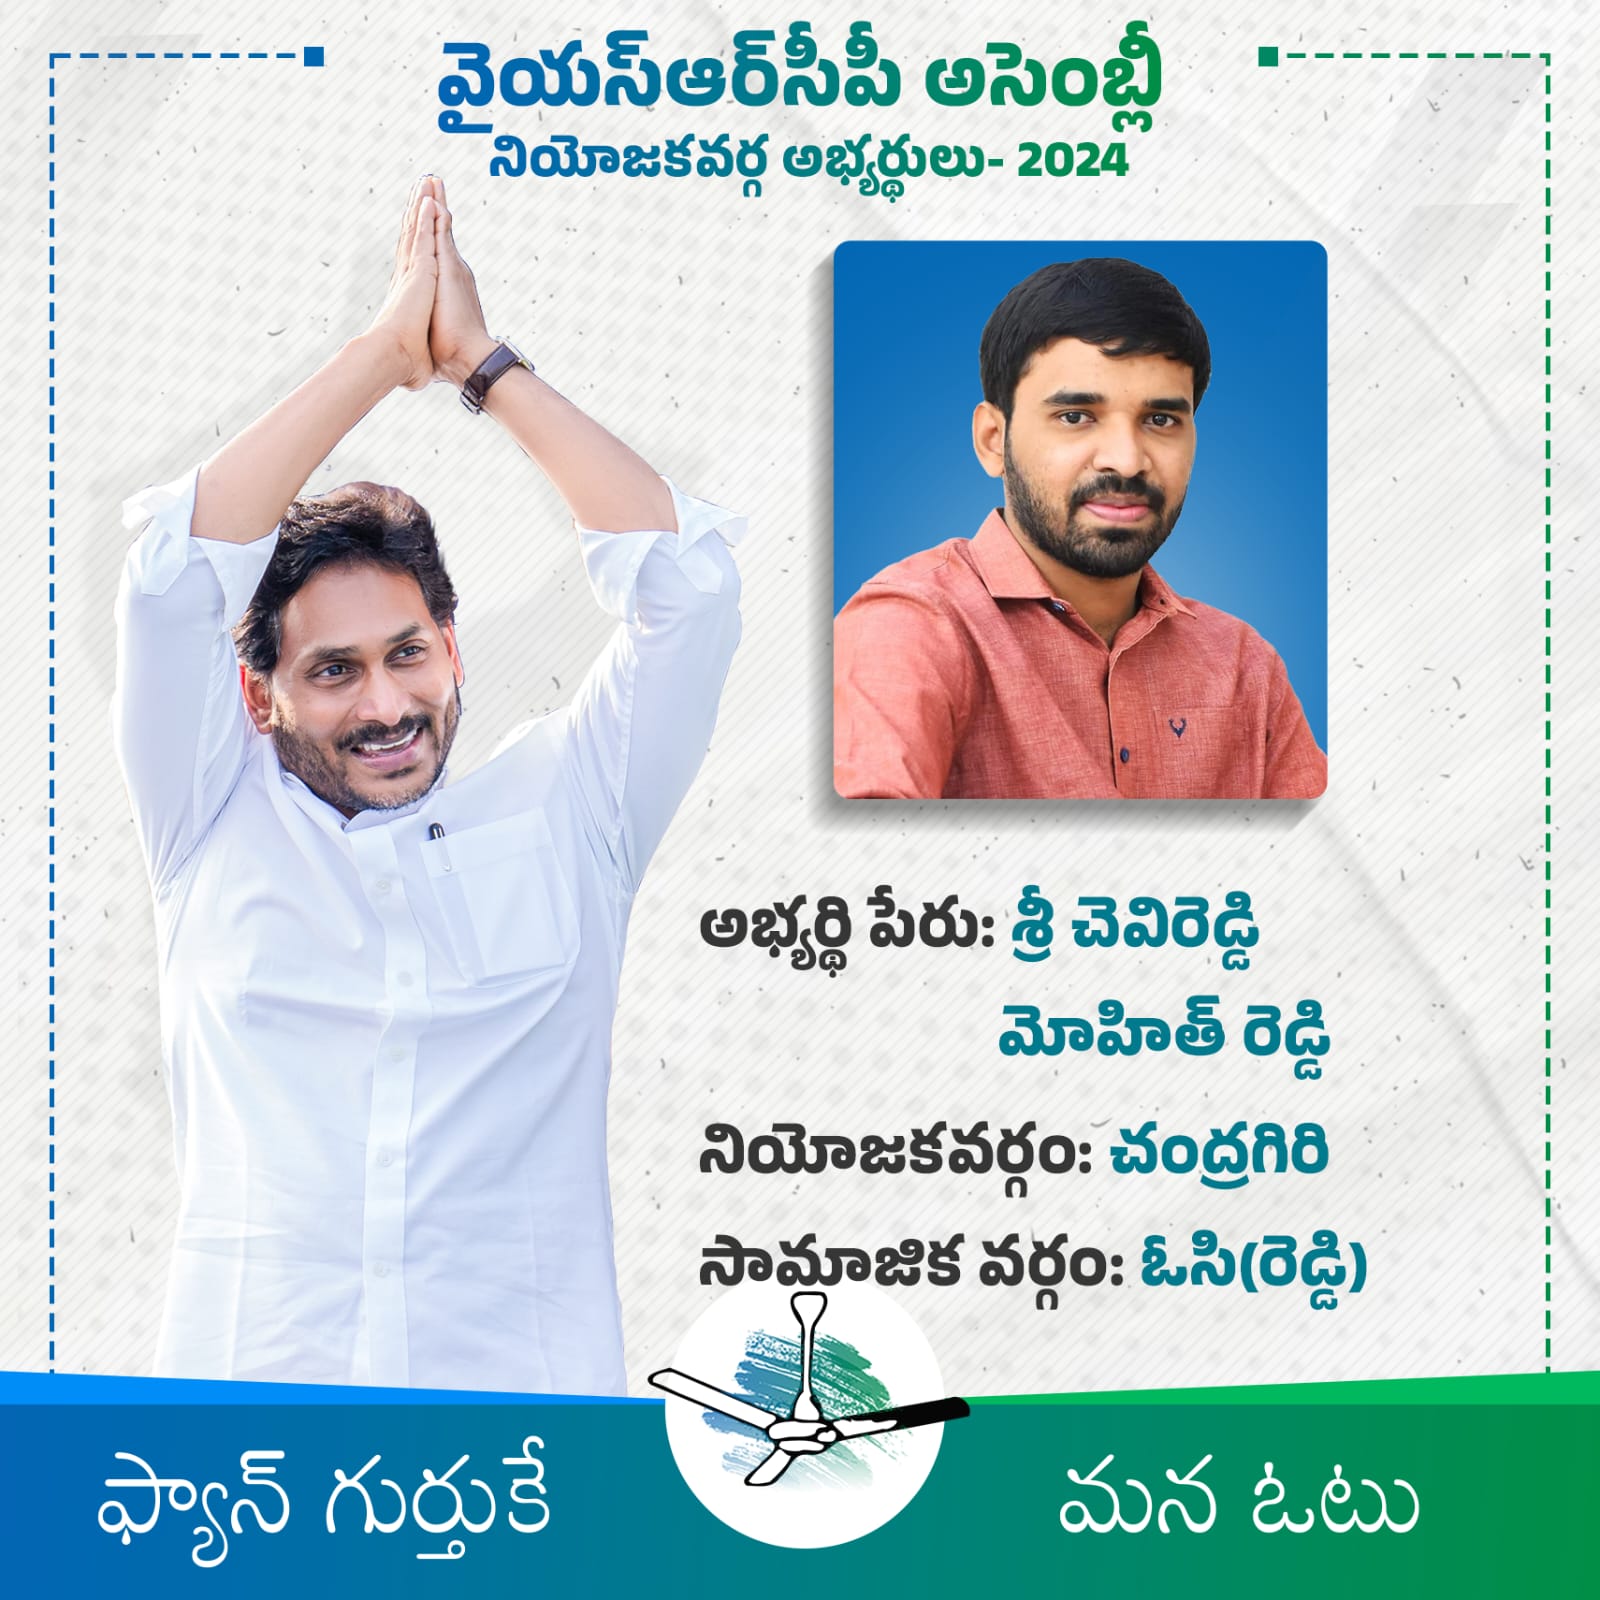 వైయస్ఆర్‌సీపీ అసెంబ్లీ
నియోజకవర్గ అభ్యర్థులు- 2024
అభ్యర్థి పేరు: శ్రీ చెవిరెడ్డి
మోహిత్ రెడ్డి
నియోజకవర్గం: చంద్రగిరి
సామాజిక వర్గం: ఓసి(రెడ్డి)
ఫ్యాన్ గుర్తుకే మన ఓటు